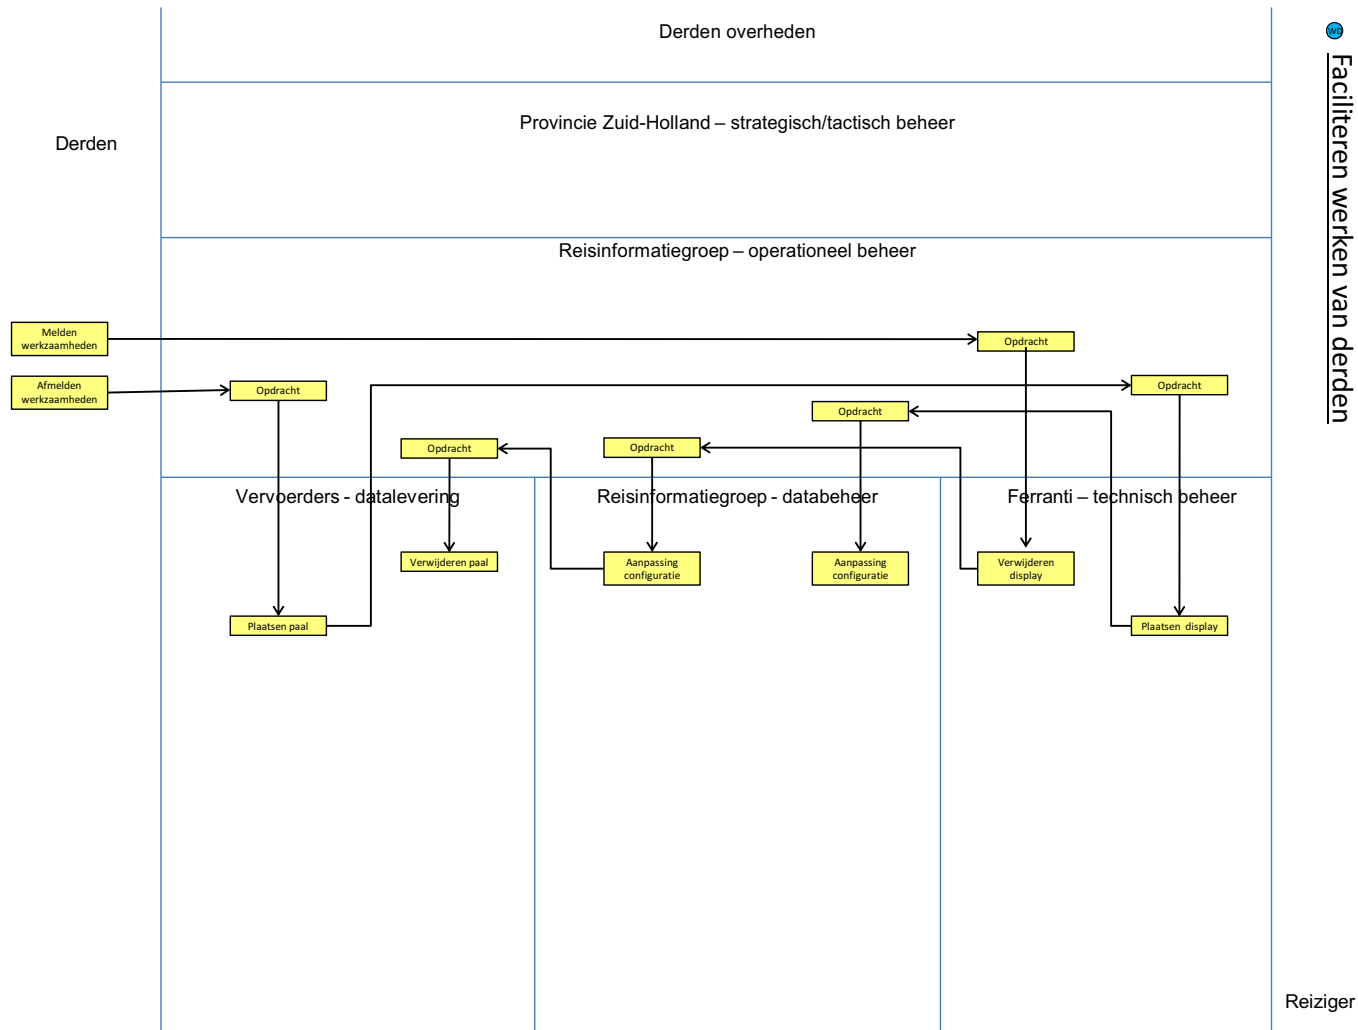 Derden overheden
WD
Faciliteren werken van derden
Provincie Zuid-Holland – strategisch/tactisch beheer
Derden
Reisinformatiegroep – operationeel beheer
Melden
werkzaamheden
Opdracht
Afmelden
werkzaamheden
Opdracht
Opdracht
Opdracht
Opdracht
Opdracht
Vervoerders - datalevering
Reisinformatiegroep - databeheer
Ferranti – technisch beheer
Verwijderen paal
Aanpassing
configuratie
Aanpassing
configuratie
Verwijderen
display
Plaatsen paal
Plaatsen display
Reiziger